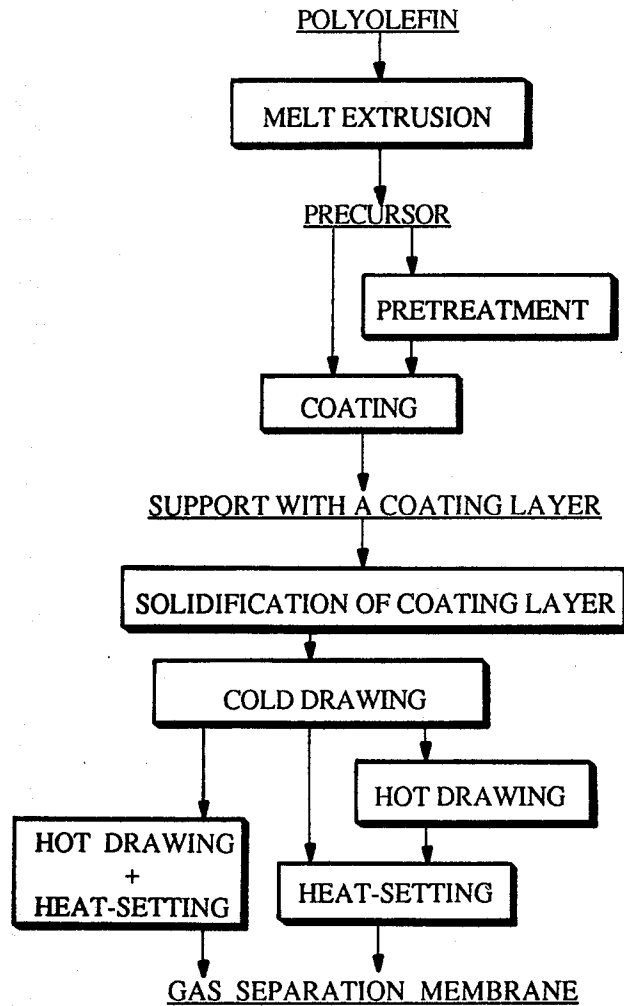 POLYOLEFIN
MELT EXTRUSION
PRECURSOR
PRETREATMENT
COATING
SUPPORT WITH A COATING LAYER
SOLIDIFICATION OF COATING LAYER
COLD DRAWING
HOT DRAWING
HOT DRAWING
+
HEAT-SETTING
HEAT-SETTING
GAS SEPARATION MEMBRANE